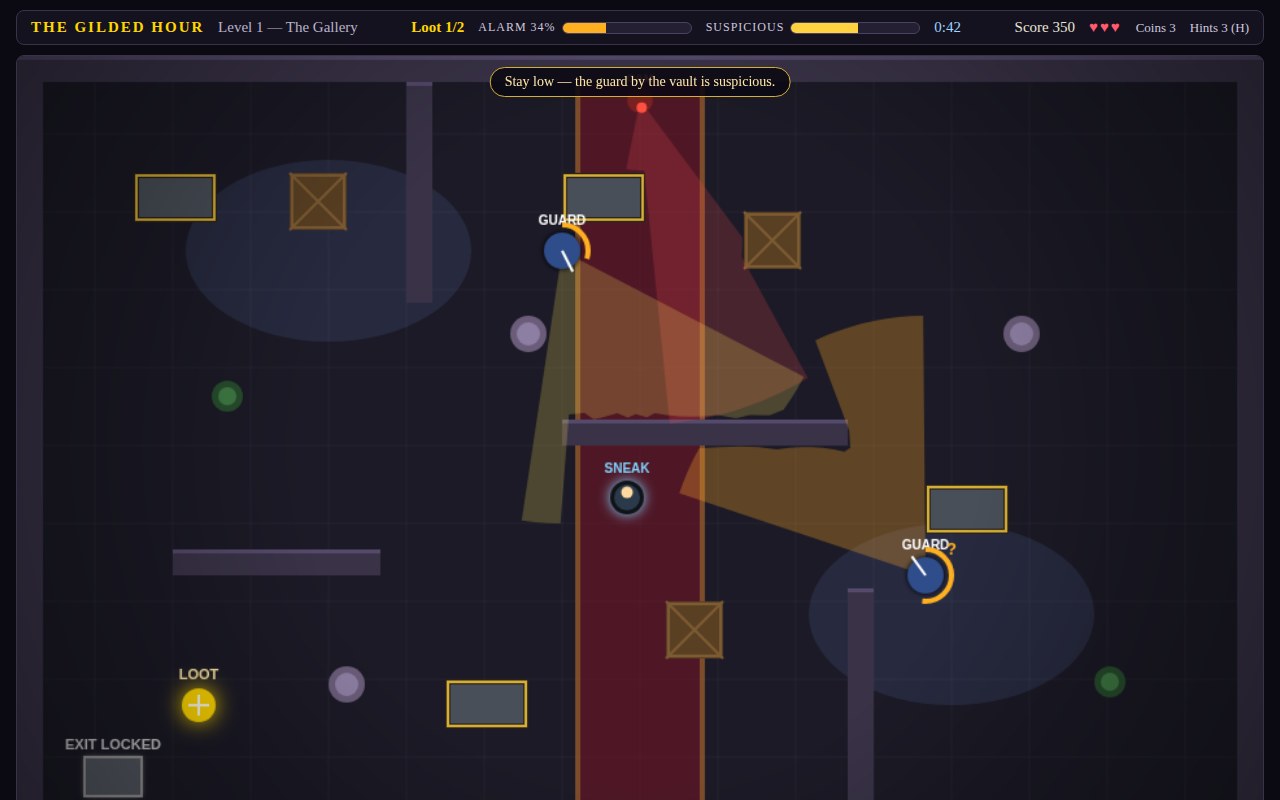 THE GILDED HOUR Level 1 — The Gallery Loot 1/2 ALARM 34% SUSPICIOUS 0:42 Score 350 ♥♥♥ Coins 3 Hints 3 (H)
Stay low — the guard by the vault is suspicious.
GUARD
SNEAK
GUARD ?
LOOT
EXIT LOCKED